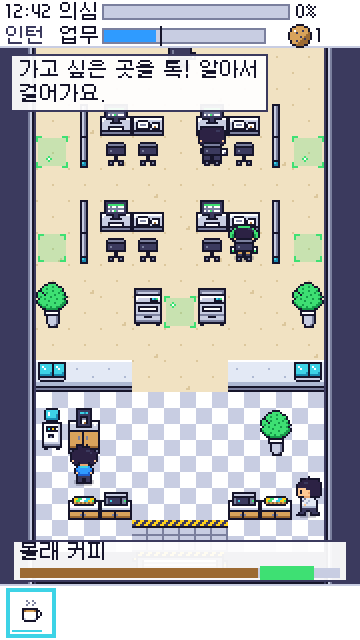 12:42 의심 0%
인턴 업무 1
가고 싶은 곳을 톡! 알아서
걸어가요.
몰래 커피